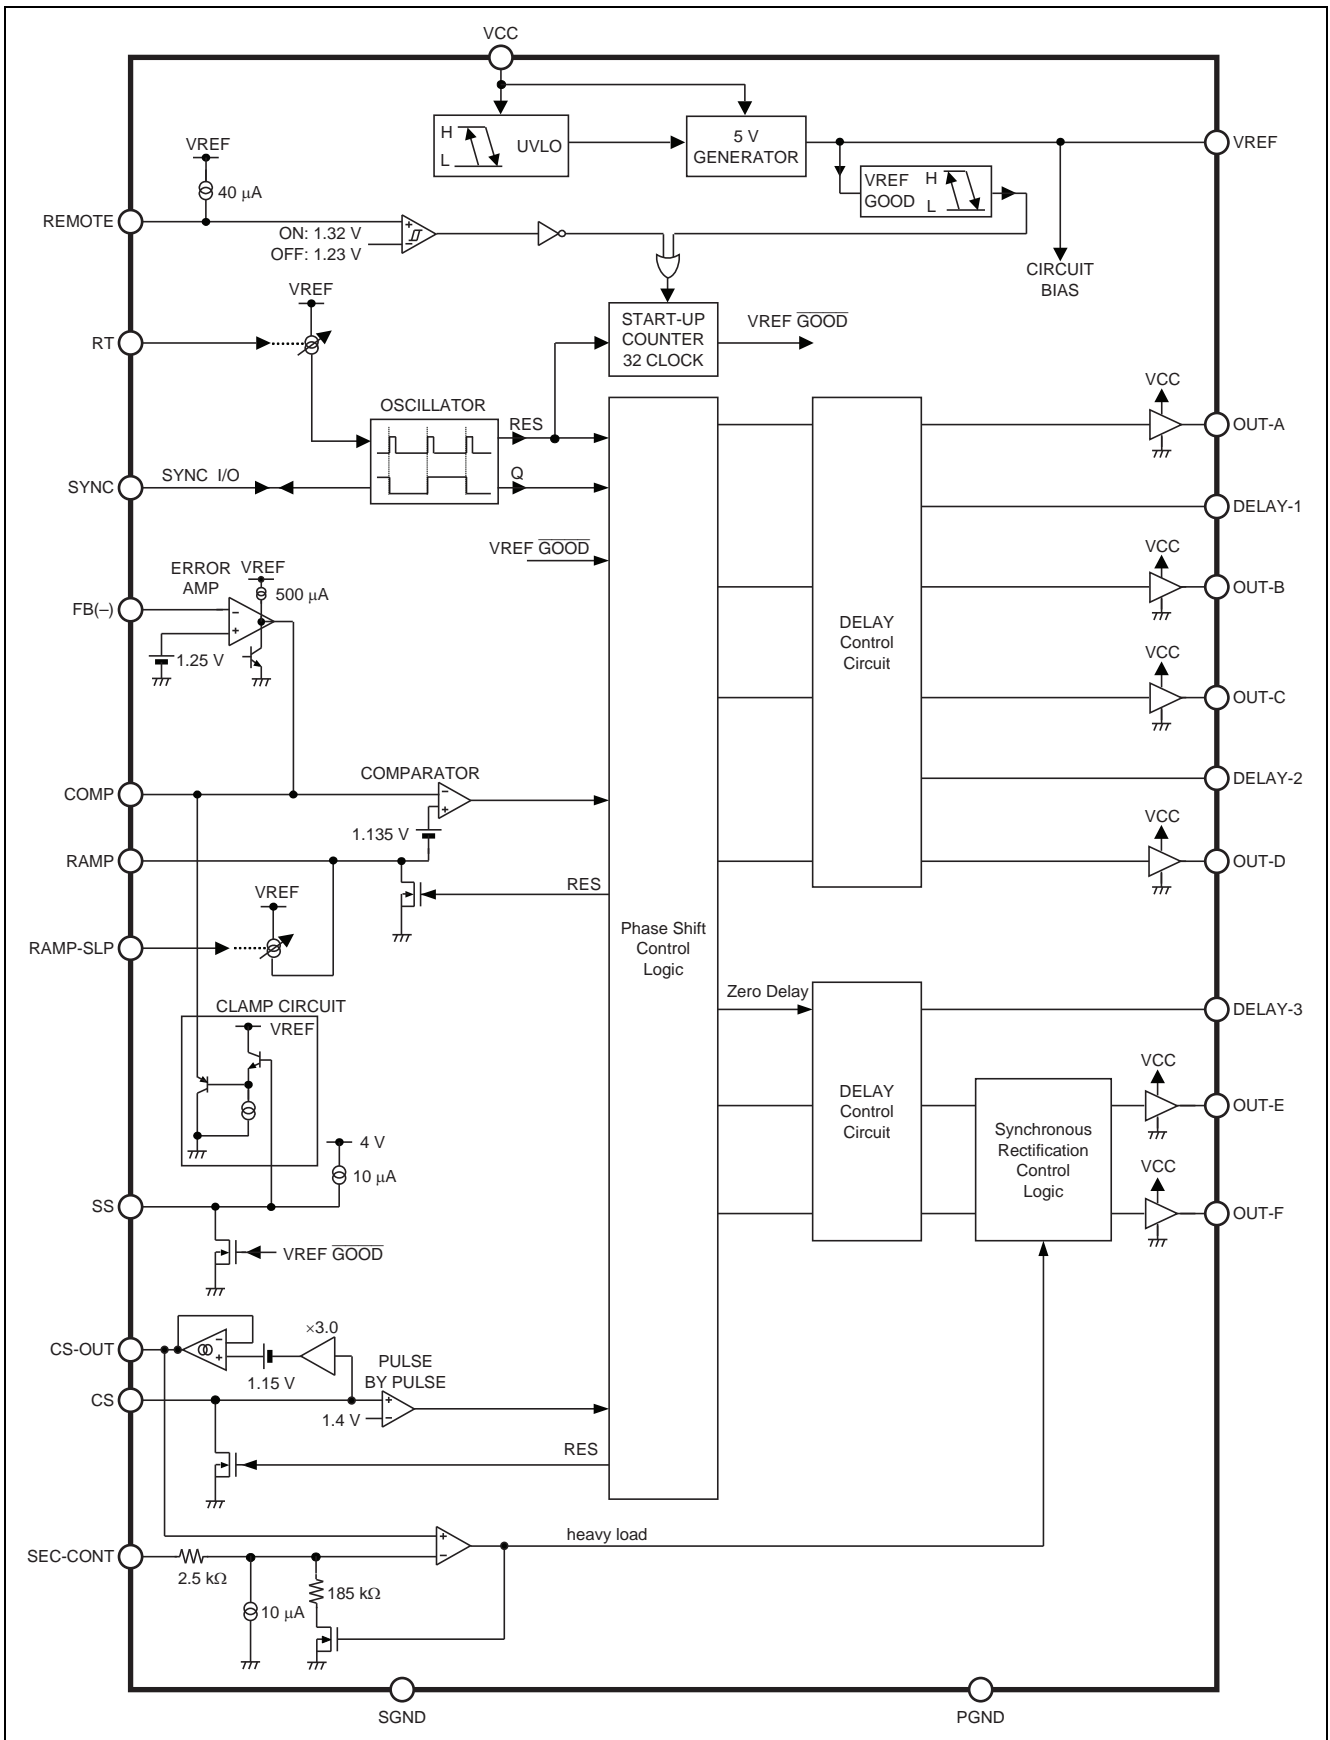 VCC
H
L
UVLO
5 V
GENERATOR
VREF
VREF
GOOD
H
L
VREF
40 μA
REMOTE
ON: 1.32 V
OFF: 1.23 V
+
−
CIRCUIT
BIAS
VREF
RT
START-UP
COUNTER
32 CLOCK
VREF GOOD
OSCILLATOR
RES
Q
SYNC
SYNC I/O
VREF GOOD
VCC
OUT-A
DELAY-1
VCC
OUT-B
ERROR
AMP
VREF
500 μA
FB(–)
−
+
1.25 V
DELAY
Control
Circuit
VCC
OUT-C
COMP
COMPARATOR
−
+
1.135 V
DELAY-2
VCC
OUT-D
RAMP
RES
VREF
RAMP-SLP
Phase Shift
Control
Logic
Zero Delay
DELAY-3
CLAMP CIRCUIT
VREF
DELAY
Control
Circuit
VCC
OUT-E
Synchronous
Rectification
Control
Logic
VCC
OUT-F
4 V
10 μA
SS
VREF GOOD
CS-OUT
−
+
×3.0
1.15 V
PULSE
BY PULSE
CS
+
−
1.4 V
RES
heavy load
+
−
SEC-CONT
2.5 kΩ
185 kΩ
10 μA
SGND
PGND